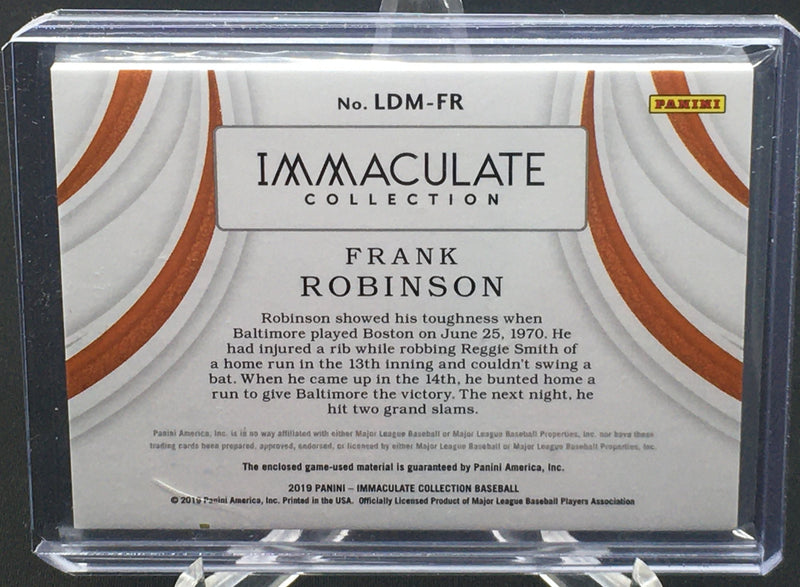 No. LDM-FR
PANINI
IMMACULATE
COLLECTION
FRANK
ROBINSON
Robinson showed his toughness when
Baltimore played Boston on June 25, 1970. He
had injured a rib while robbing Reggie Smith of
a home run in the 13th inning and couldn't swing a
bat. When he came up in the 14th, he bunted home a
run to give Baltimore the victory. The next night, he
hit two grand slams.
Panini America, Inc. is in no way affiliated with either Major League Baseball or Major League Baseball Properties, Inc. nor have these
trading cards been prepared, approved, endorsed, or licensed by either Major League Baseball or Major League Baseball Properties, Inc.
The enclosed game-used material is guaranteed by Panini America, Inc.
2019 PANINI – IMMACULATE COLLECTION BASEBALL
© 2019 Panini America, Inc. Printed in the USA. Officially Licensed Product of Major League Baseball Players Association